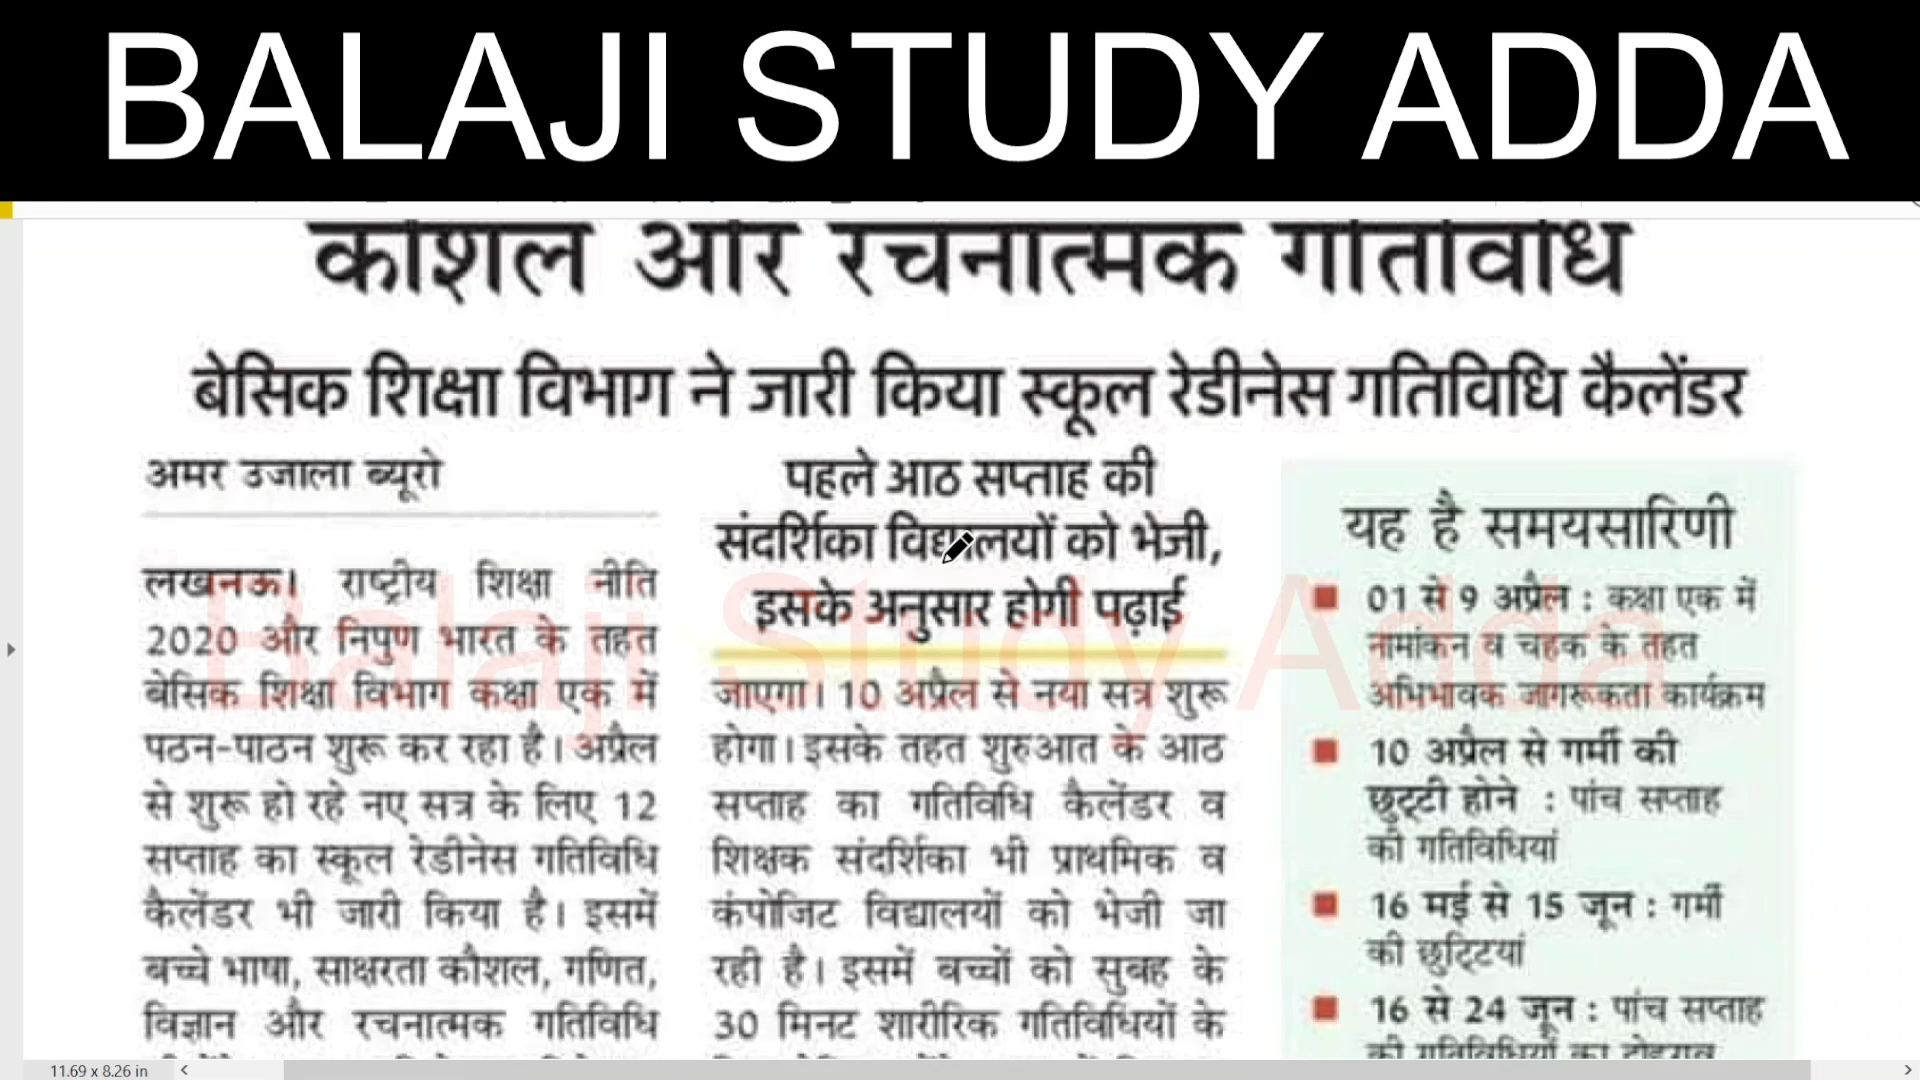 BALAJI STUDY ADDA
कौशल और रचनात्मक गतिविधि
बेसिक शिक्षा विभाग ने जारी किया स्कूल रेडीनेस गतिविधि कैलेंडर
अमर उजाला ब्यूरो
लखनऊ। राष्ट्रीय शिक्षा नीति
2020 और निपुण भारत के तहत
बेसिक शिक्षा विभाग कक्षा एक में
पठन-पाठन शुरू कर रहा है। अप्रैल
से शुरू हो रहे नए सत्र के लिए 12
सप्ताह का स्कूल रेडीनेस गतिविधि
कैलेंडर भी जारी किया है। इसमें
बच्चे भाषा, साक्षरता कौशल, गणित,
विज्ञान और रचनात्मक गतिविधि
पहले आठ सप्ताह की
संदर्शिका विद्यालयों को भेजी,
इसके अनुसार होगी पढ़ाई
जाएगा। 10 अप्रैल से नया सत्र शुरू
होगा। इसके तहत शुरुआत के आठ
सप्ताह का गतिविधि कैलेंडर व
शिक्षक संदर्शिका भी प्राथमिक व
कंपोजिट विद्यालयों को भेजी जा
रही है। इसमें बच्चों को सुबह के
30 मिनट शारीरिक गतिविधियों के
यह है समयसारिणी
01 से 9 अप्रैल : कक्षा एक में
नामांकन व चहक के तहत
अभिभावक जागरूकता कार्यक्रम
10 अप्रैल से गर्मी की
छुट्टी होने : पांच सप्ताह
की गतिविधियां
16 मई से 15 जून : गर्मी
की छुट्टियां
16 से 24 जून : पांच सप्ताह
की गतिविधियों का दोहराव
Balaji Study Adda
11.69 x 8.26 in